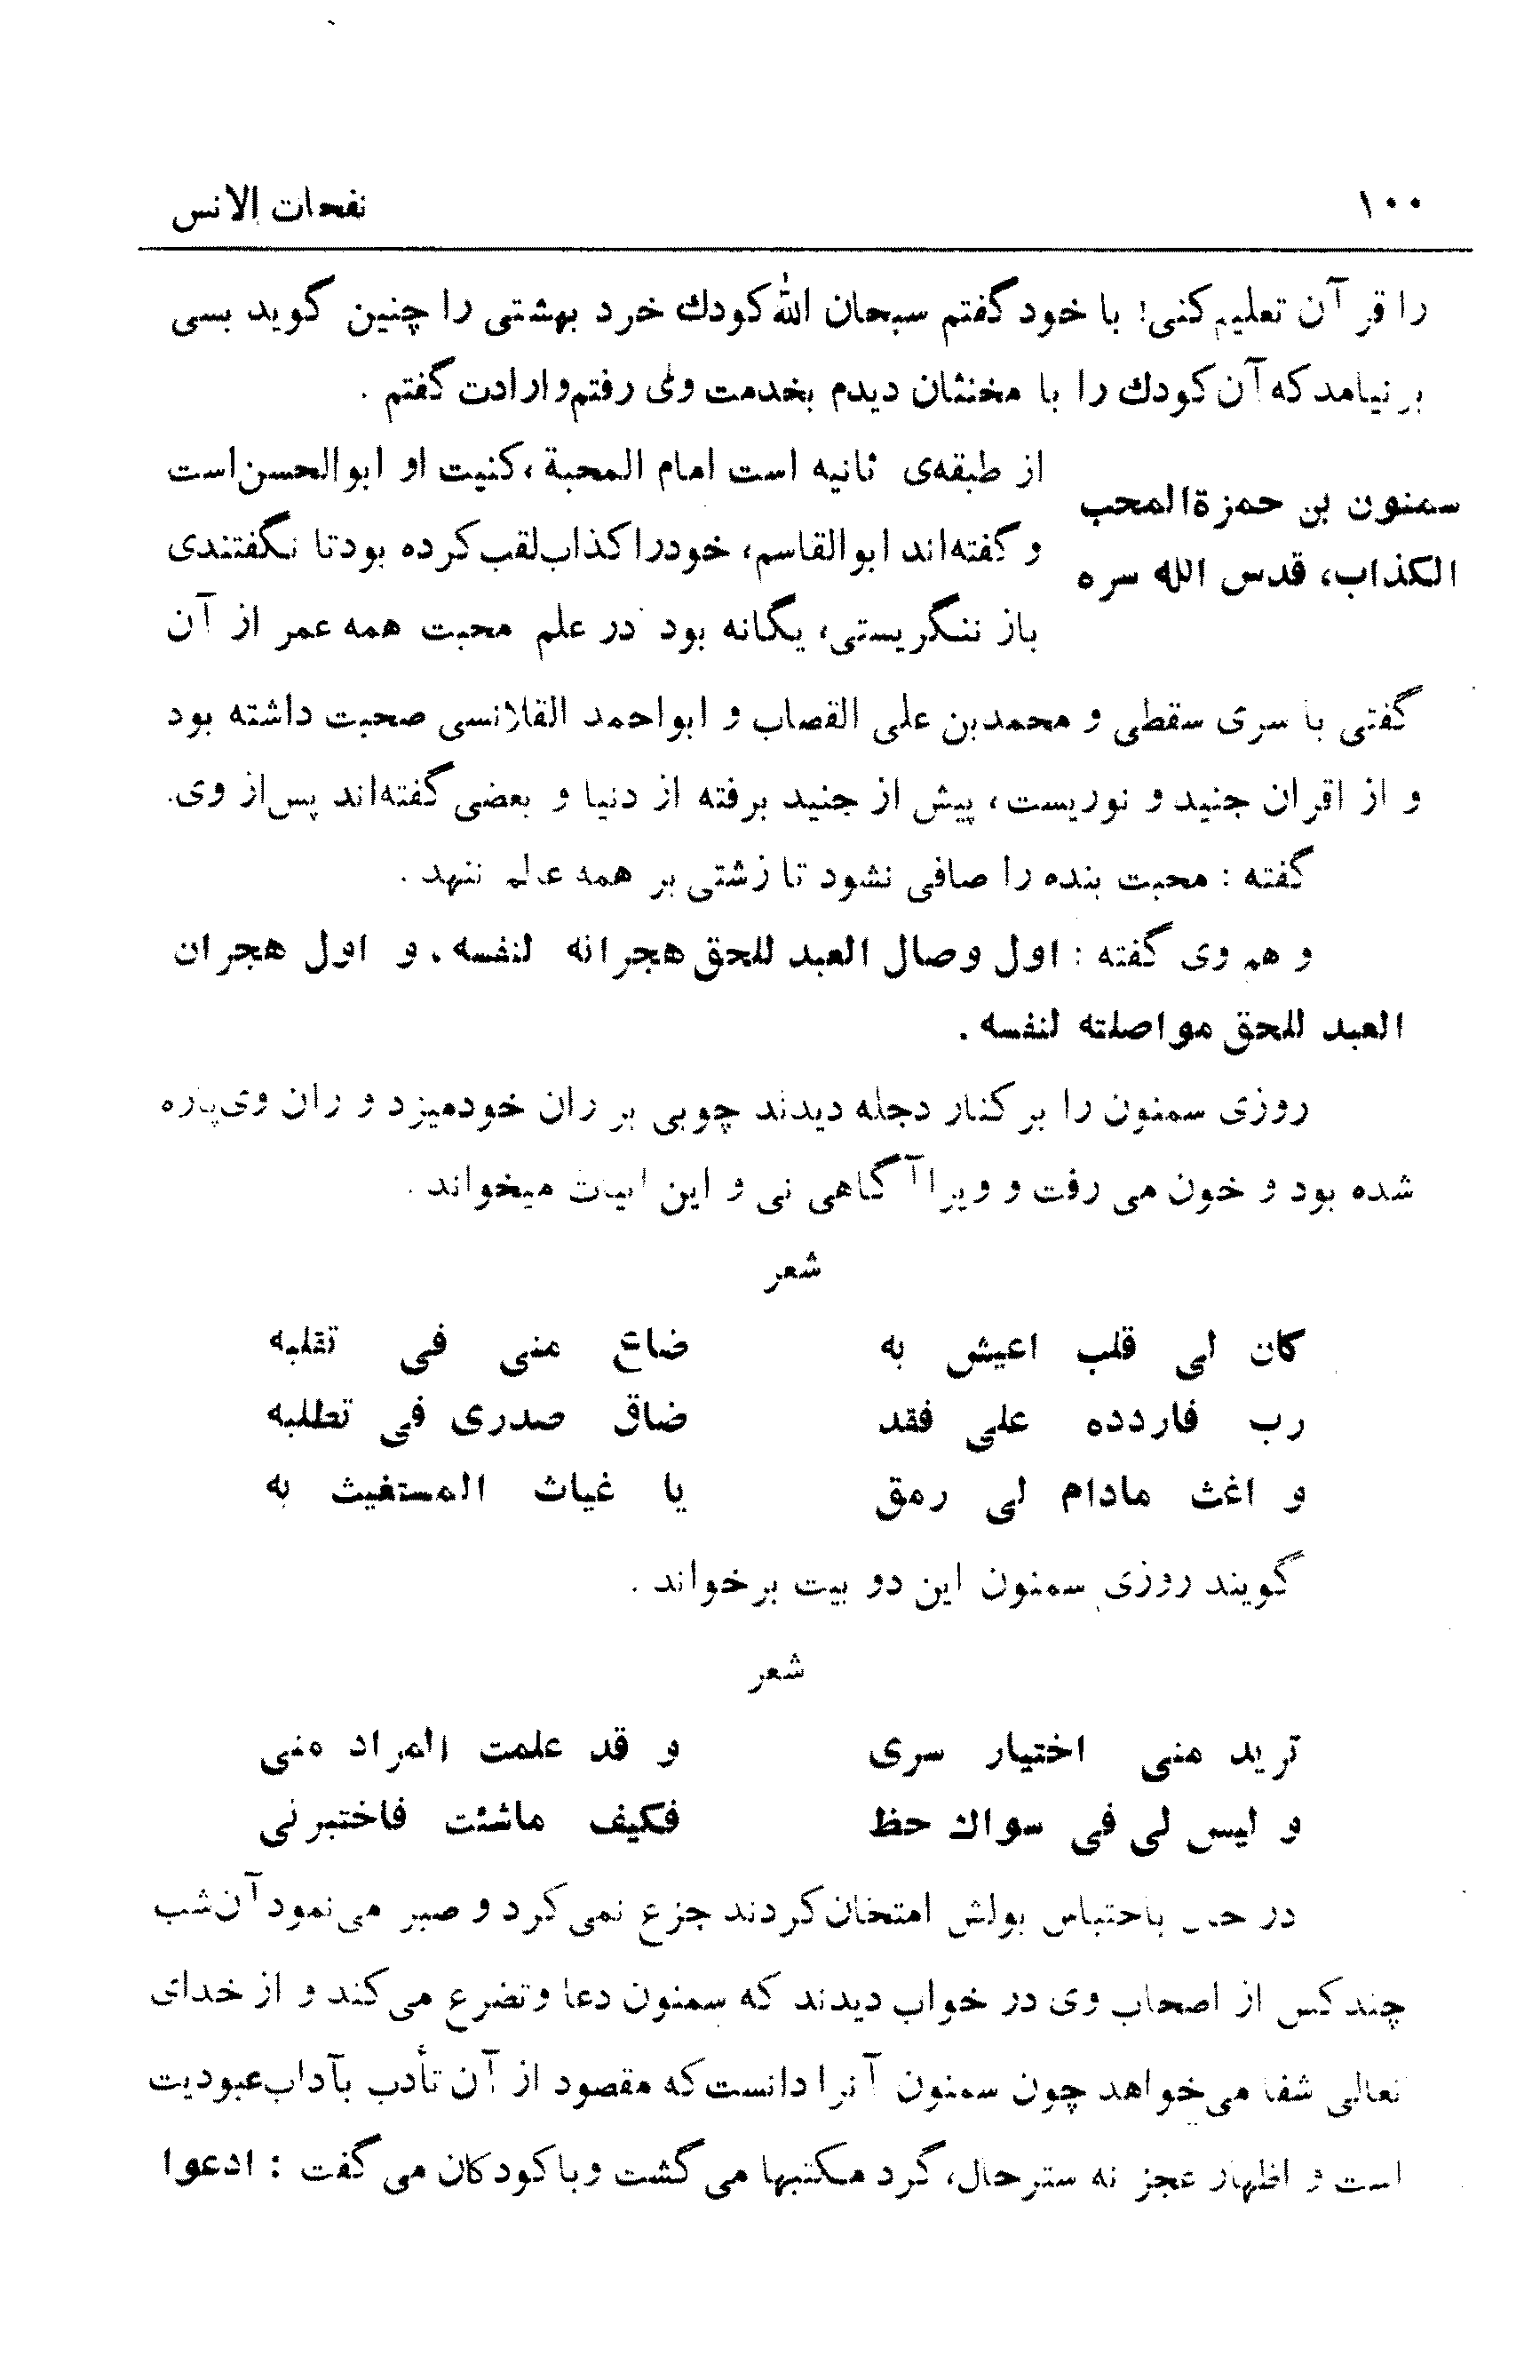 ۱۰۰ نفحات الانس
را قرآن تعلیم کنی! با خود گفتم سبحان الله کودك خرد بهشتی را چنین گوید بسی
برنیامد که آن کودك را با مخنثان دیدم بخدمت وی رفتم و ارادت گفتم .
سمنون بن حمزة المحب
الکذاب، قدس الله سره
از طبقه‌ی ثانیه است امام المحبة ، کنیت او ابوالحسن است
و گفته‌اند ابوالقاسم، خودرا کذاب لقب کرده بود تا نگفتندی
باز ننگریستی، یگانه بود در علم محبت همه عمر از آن
گفتی با سری سقطی و محمدبن علی القصاب و ابواحمد القلانسی صحبت داشته بود
و از اقران جنید و نوریست، پیش از جنید برفته از دنیا و بعضی گفته‌اند پس از وی.
گفته : محبت بنده را صافی نشود تا زشتی بر همه عالم ننهد .
و هم وی گفته : اول وصال العبد للحق هجرانه لنفسه . و اول هجران
العبد للحق مواصلته لنفسه .
روزی سمنون را بر کنار دجله دیدند چوبی بر ران خودمیزد و ران وی پاره
شده بود و خون می رفت و ویرا آگاهی نی و این ابیات میخواند .
شعر
کان لی قلب اعیش به ضاع منی فی تقلبه
رب فاردده علی فقد ضاق صدری فی تطلبه
و اغث مادام لی رمق یا غیاث المستغیث به
گویند روزی سمنون این دو بیت برخواند .
شعر
ترید منی اختیار سری و قد علمت المراد منی
و لیس لی فی سواك حظ فکیف ماشئت فاختبرنی
در حال باحتباس بولش امتحان کردند جزع نمی کرد و صبر می نمود آن شب
چند کس از اصحاب وی در خواب دیدند که سمنون دعا و تضرع می کند و از خدای
تعالی شفا می خواهد چون سمنون آنرا دانست که مقصود از آن تأدب بآداب عبودیت
است و اظهار عجز نه سترحال، گرد مکتبها می گشت و با کودکان می گفت : ادعوا